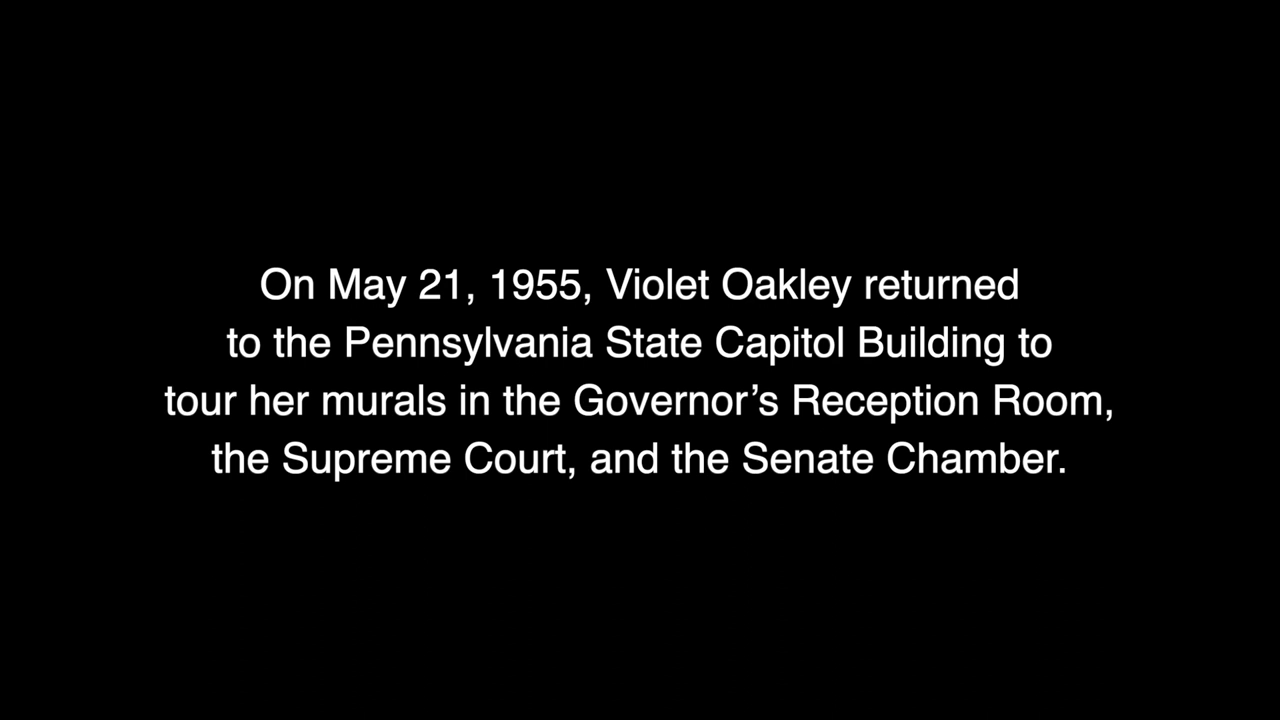 On May 21, 1955, Violet Oakley returned
to the Pennsylvania State Capitol Building to
tour her murals in the Governor’s Reception Room,
the Supreme Court, and the Senate Chamber.